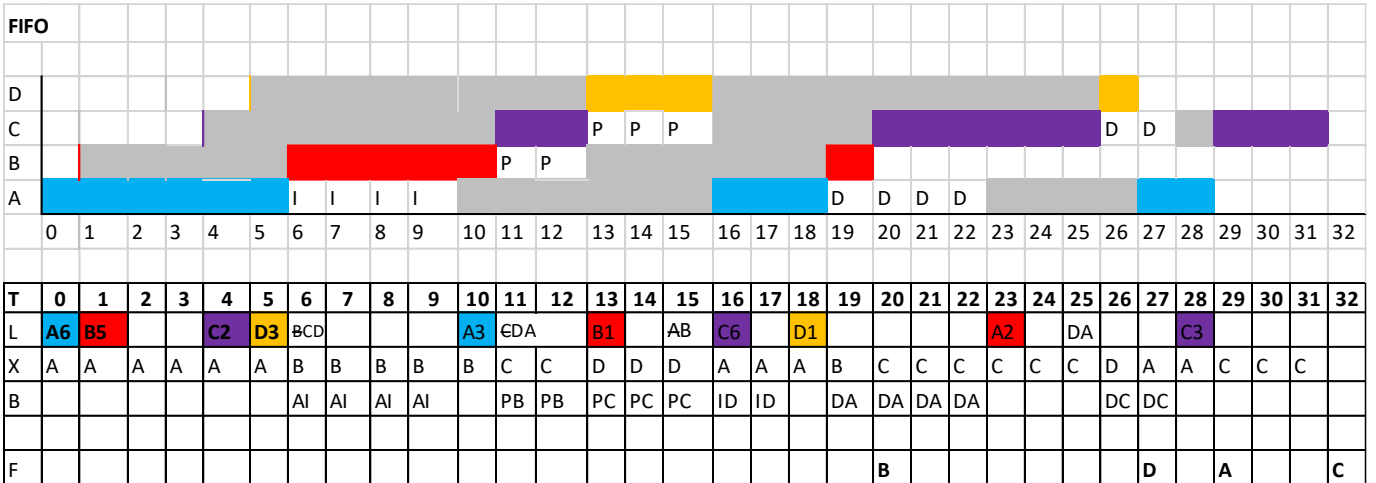 FIFO
D
C P P P D D
B P P
A I I I I D D D D
0 1 2 3 4 5 6 7 8 9 10 11 12 13 14 15 16 17 18 19 20 21 22 23 24 25 26 27 28 29 30 31 32
T 0 1 2 3 4 5 6 7 8 9 10 11 12 13 14 15 16 17 18 19 20 21 22 23 24 25 26 27 28 29 30 31 32
L A6 B5 C2 D3 BCD A3 CDA B1 AB C6 D1 A2 DA C3
X A A A A A A B B B B B C C D D D A A A B C C C C C C D A A C C C
B AI AI AI AI PB PB PC PC PC ID ID DA DA DA DA DC DC
F B D A C